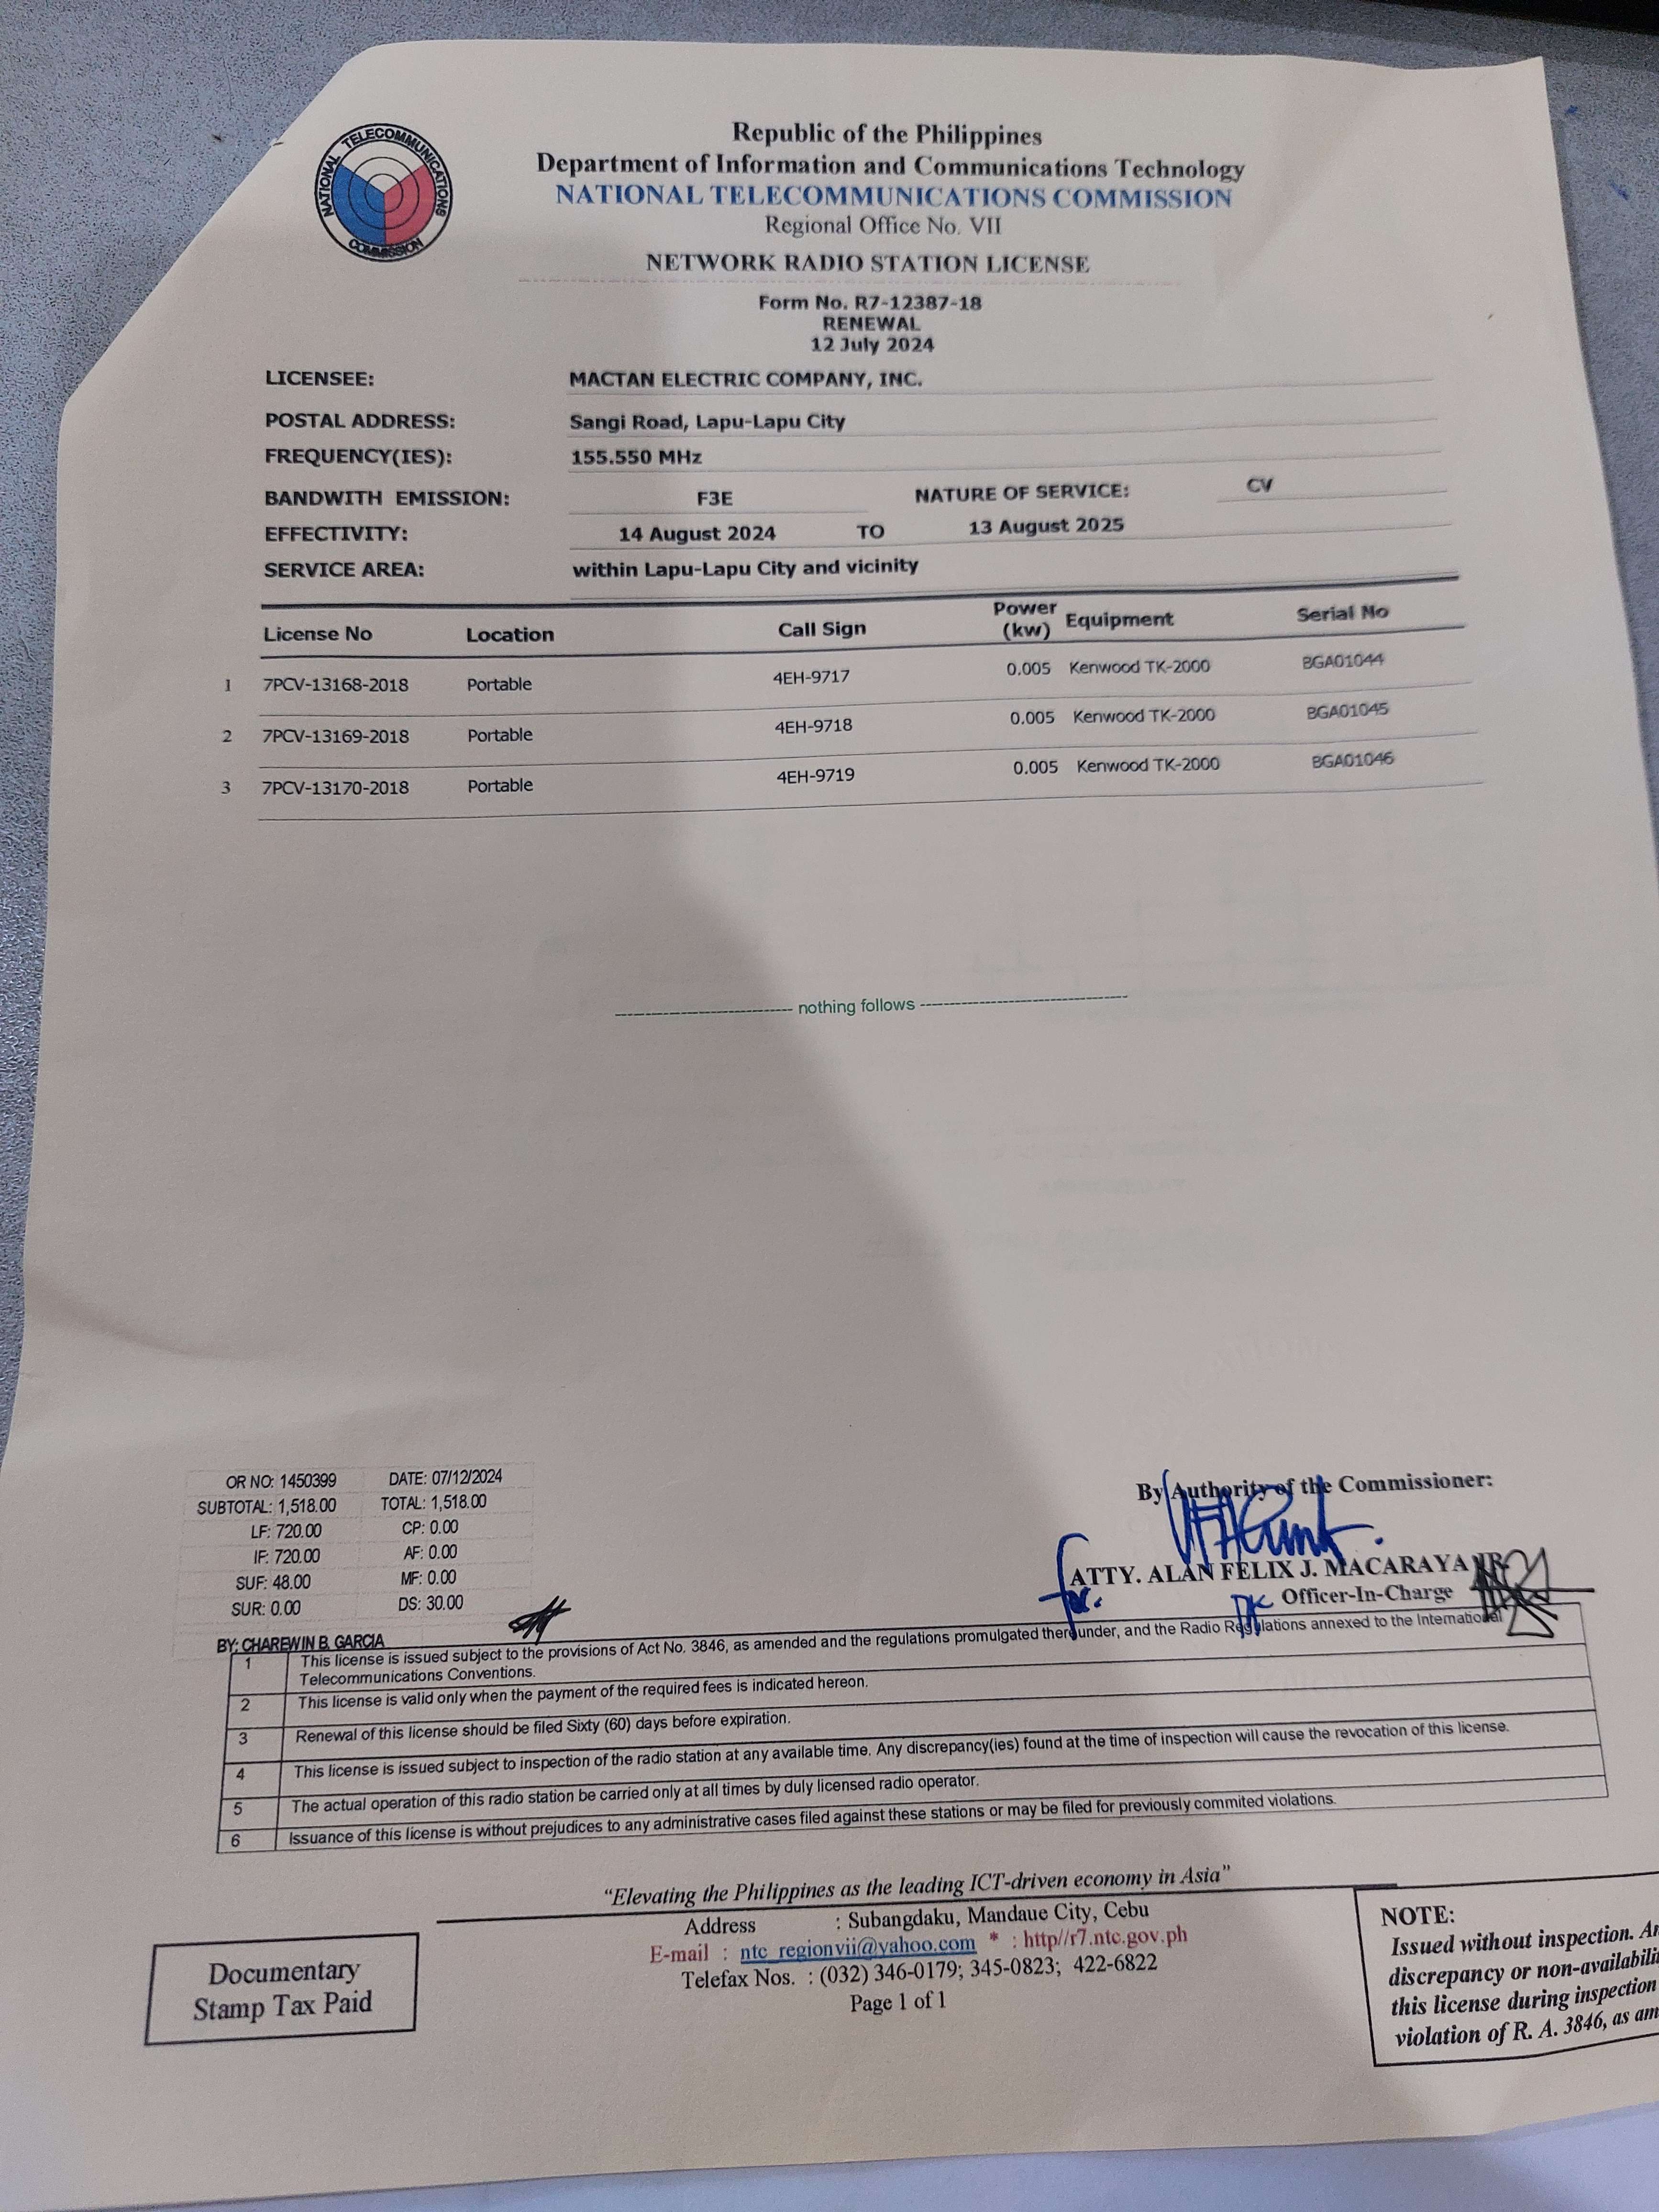 NATIONAL TELECOMMUNICATIONS
COMMISSION
Republic of the Philippines
Department of Information and Communications Technology
NATIONAL TELECOMMUNICATIONS COMMISSION
Regional Office No. VII
NETWORK RADIO STATION LICENSE
Form No. R7-12387-18
RENEWAL
12 July 2024
LICENSEE: MACTAN ELECTRIC COMPANY, INC.
POSTAL ADDRESS: Sangi Road, Lapu-Lapu City
FREQUENCY(IES): 155.550 MHz
BANDWITH EMISSION: F3E NATURE OF SERVICE: CV
EFFECTIVITY: 14 August 2024 TO 13 August 2025
SERVICE AREA: within Lapu-Lapu City and vicinity
License No Location Call Sign Power (kw) Equipment Serial No
1 7PCV-13168-2018 Portable 4EH-9717 0.005 Kenwood TK-2000 BGA01044
2 7PCV-13169-2018 Portable 4EH-9718 0.005 Kenwood TK-2000 BGA01045
3 7PCV-13170-2018 Portable 4EH-9719 0.005 Kenwood TK-2000 BGA01046
---------------------------- nothing follows ---------------------------------
OR NO: 1450399 DATE: 07/12/2024
SUBTOTAL: 1,518.00 TOTAL: 1,518.00
LF: 720.00 CP: 0.00
IF: 720.00 AF: 0.00
SUF: 48.00 MF: 0.00
SUR: 0.00 DS: 30.00
BY: CHAREWIN B. GARCIA
By Authority of the Commissioner:
for: ATTY. ALAN FELIX J. MACARAYA JR.
Officer-In-Charge
1 This license is issued subject to the provisions of Act No. 3846, as amended and the regulations promulgated thereunder, and the Radio Regulations annexed to the International
Telecommunications Conventions.
2 This license is valid only when the payment of the required fees is indicated hereon.
3 Renewal of this license should be filed Sixty (60) days before expiration.
4 This license is issued subject to inspection of the radio station at any available time. Any discrepancy(ies) found at the time of inspection will cause the revocation of this license.
5 The actual operation of this radio station be carried only at all times by duly licensed radio operator.
6 Issuance of this license is without prejudices to any administrative cases filed against these stations or may be filed for previously commited violations.
“Elevating the Philippines as the leading ICT-driven economy in Asia”
Address : Subangdaku, Mandaue City, Cebu
E-mail : ntc_regionvii@yahoo.com * : http//r7.ntc.gov.ph
Telefax Nos. : (032) 346-0179; 345-0823; 422-6822
Page 1 of 1
Documentary
Stamp Tax Paid
NOTE:
Issued without inspection.
discrepancy or
this license during inspection
violation of R. A. 3846, as